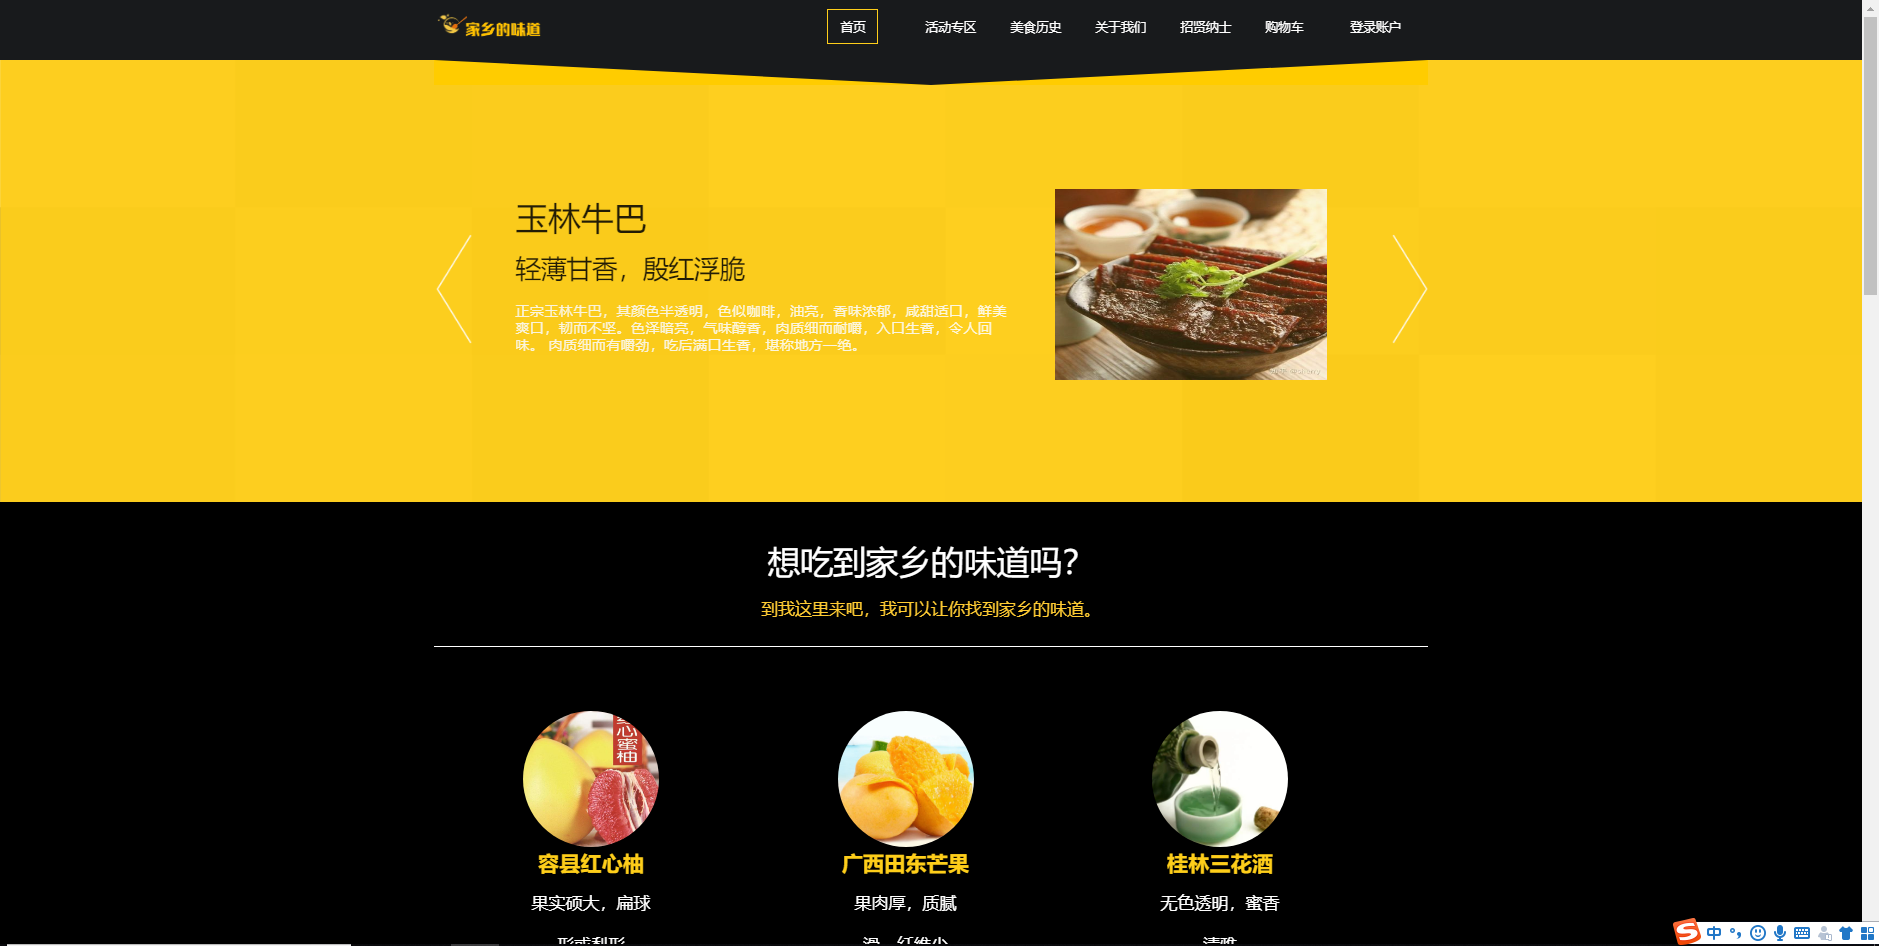 家乡的味道
首页 活动专区 美食历史 关于我们 招贤纳士 购物车 登录账户
玉林牛巴
轻薄甘香，殷红浮脆
正宗玉林牛巴，其颜色半透明，色似咖啡，油亮，香味浓郁，咸甜适口，鲜美
爽口，韧而不坚。色泽暗亮，气味醇香，肉质细而耐嚼，入口生香，令人回
味。 肉质细而有嚼劲，吃后满口生香，堪称地方一绝。
想吃到家乡的味道吗？
到我这里来吧，我可以让你找到家乡的味道。
心蜜柚
容县红心柚
广西田东芒果
桂林三花酒
果实硕大，扁球
果肉厚，质腻
无色透明，蜜香
形或梨形
滑，纤维少
清雅
中